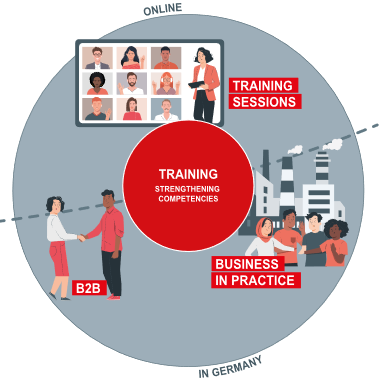 ONLINE
TRAINING
SESSIONS
TRAINING
STRENGTHENING
COMPETENCIES
BUSINESS
IN PRACTICE
B2B
IN GERMANY